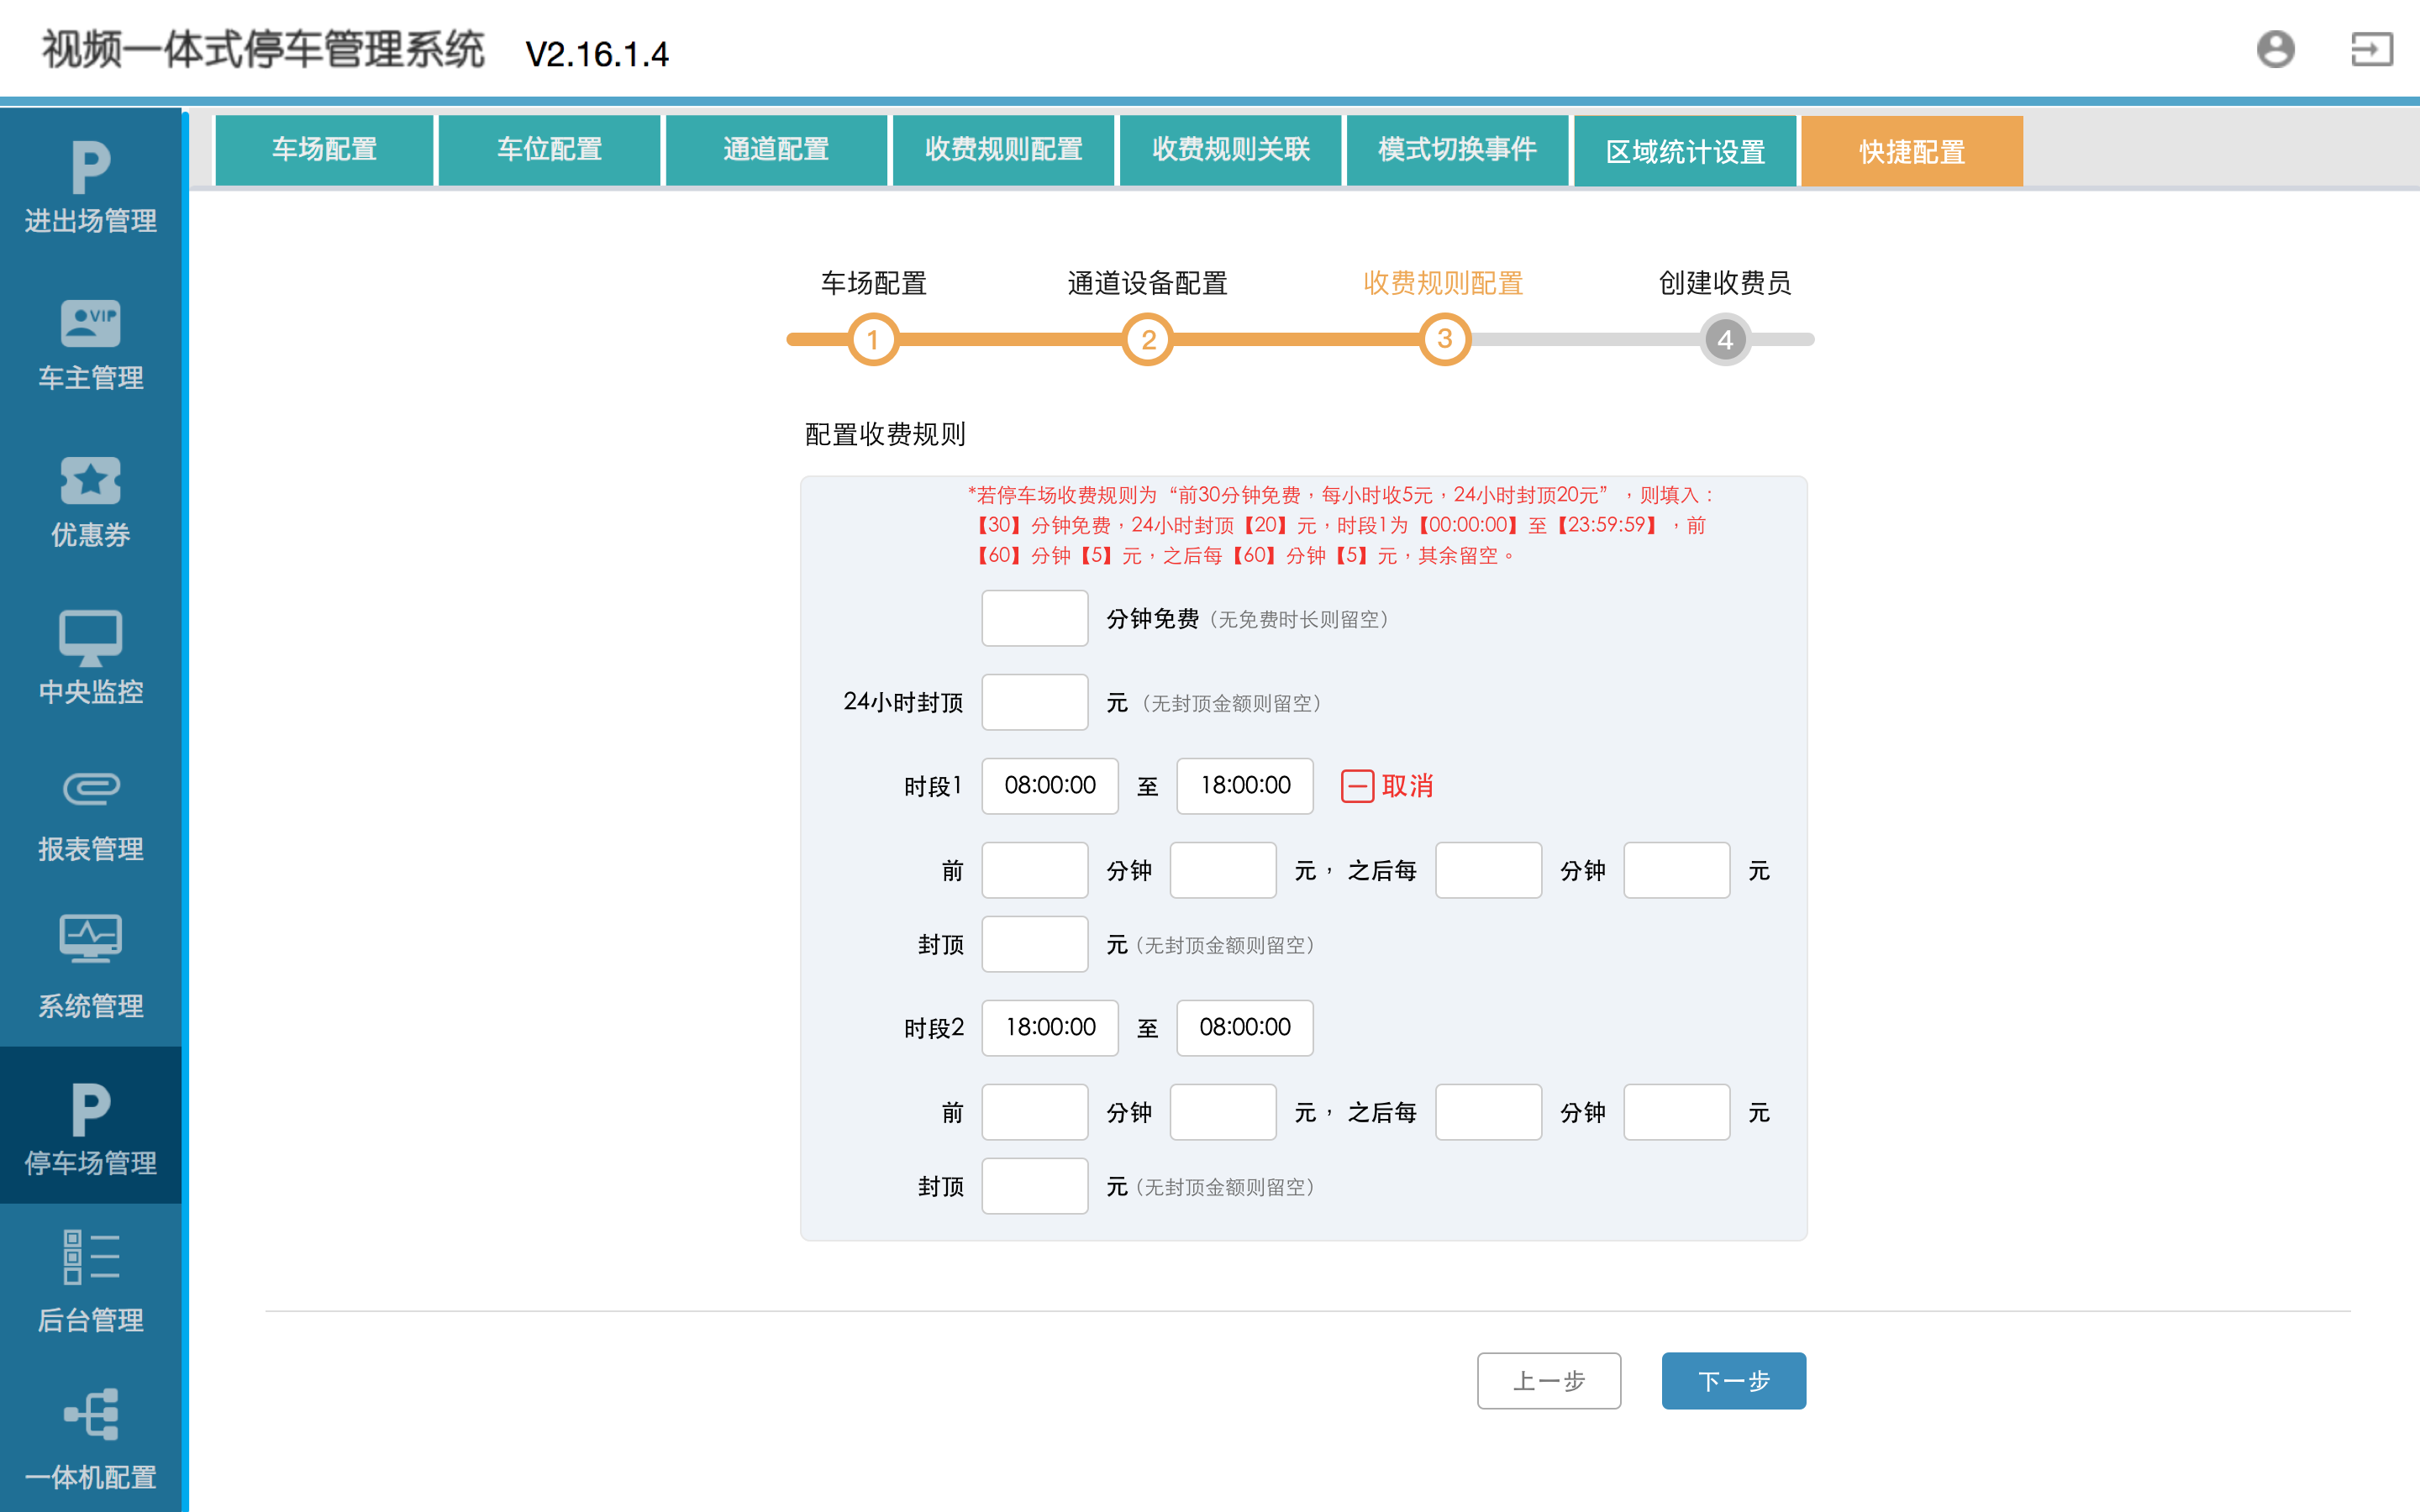 视频一体式停车管理系统 V2.16.1.4
车场配置 车位配置 通道配置 收费规则配置 收费规则关联 模式切换事件 区域统计设置 快捷配置
P
进出场管理
VIP
车主管理
优惠券
中央监控
报表管理
系统管理
P
停车场管理
后台管理
一体机配置
车场配置 通道设备配置 收费规则配置 创建收费员
1 2 3 4
配置收费规则
*若停车场收费规则为“前30分钟免费，每小时收5元，24小时封顶20元”，则填入：
【30】分钟免费，24小时封顶【20】元，时段1为【00:00:00】至【23:59:59】，前
【60】分钟【5】元，之后每【60】分钟【5】元，其余留空。
分钟免费（无免费时长则留空）
24小时封顶 元（无封顶金额则留空）
时段1 08:00:00 至 18:00:00 取消
前 分钟 元，之后每 分钟 元
封顶 元（无封顶金额则留空）
时段2 18:00:00 至 08:00:00
前 分钟 元，之后每 分钟 元
封顶 元（无封顶金额则留空）
上一步 下一步